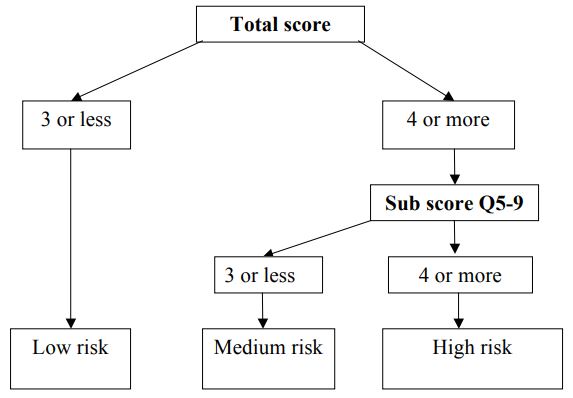 Total score
3 or less
4 or more
Sub score Q5-9
3 or less
4 or more
Low risk
Medium risk
High risk